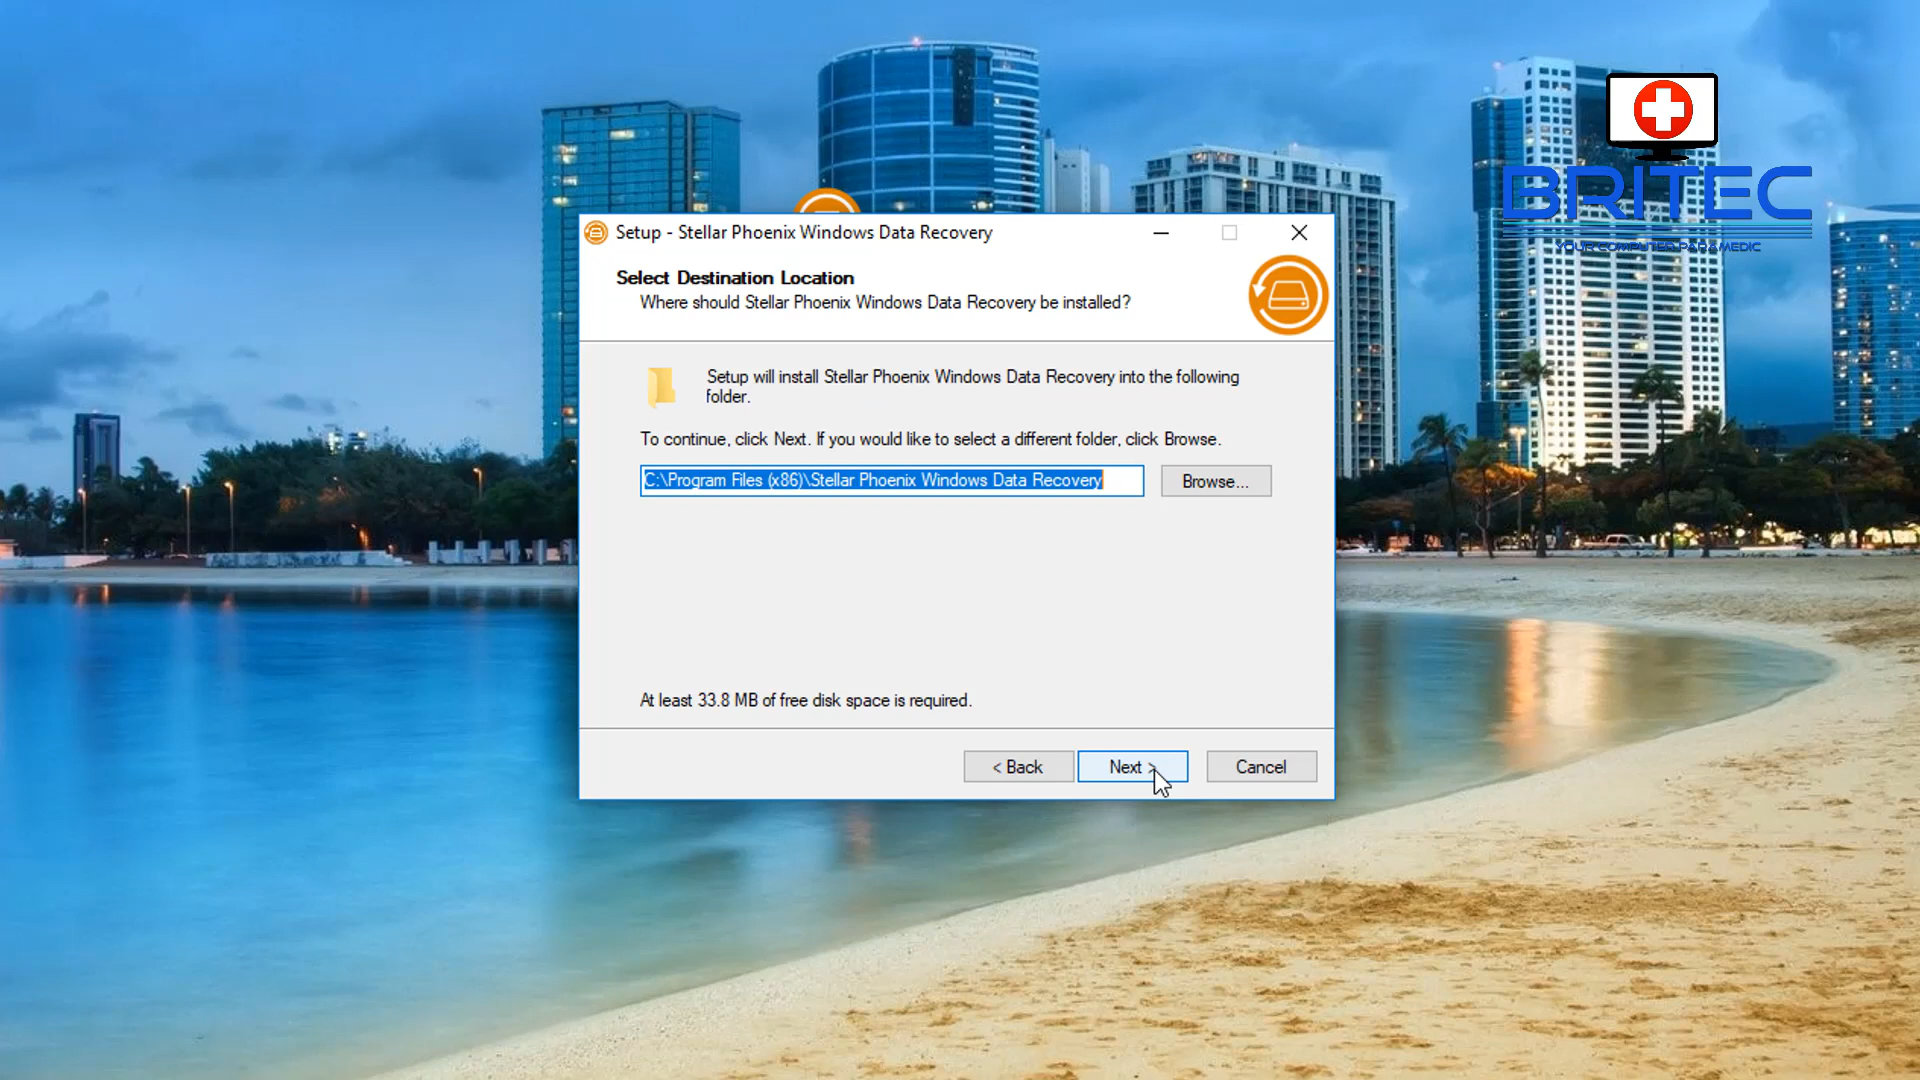 BRITEC
YOUR COMPUTER PARAMEDIC
Setup - Stellar Phoenix Windows Data Recovery
Select Destination Location
Where should Stellar Phoenix Windows Data Recovery be installed?
Setup will install Stellar Phoenix Windows Data Recovery into the following
folder.
To continue, click Next. If you would like to select a different folder, click Browse.
C:\Program Files (x86)\Stellar Phoenix Windows Data Recovery
Browse...
At least 33.8 MB of free disk space is required.
< Back
Next >
Cancel